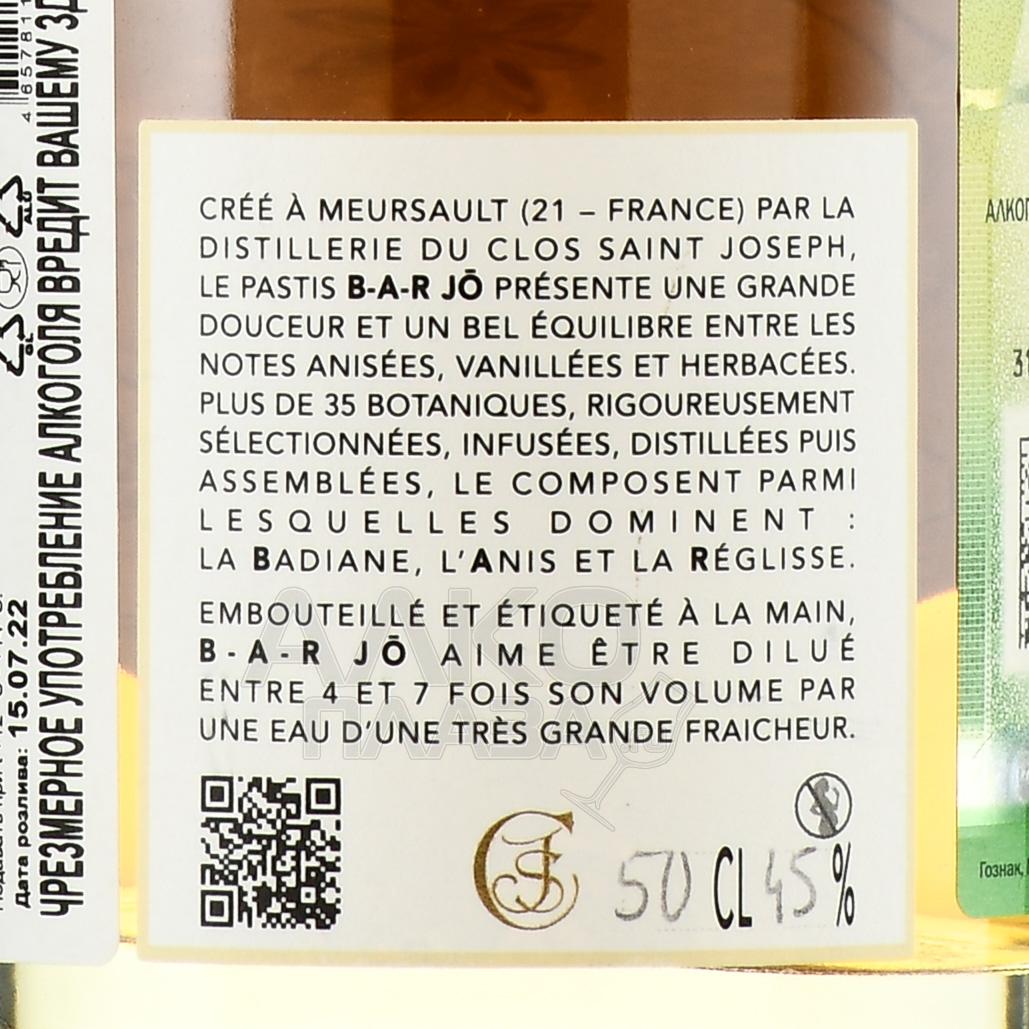 CRÉÉ À MEURSAULT (21 – FRANCE) PAR LA
DISTILLERIE DU CLOS SAINT JOSEPH,
LE PASTIS B-A-R JŌ PRÉSENTE UNE GRANDE
DOUCEUR ET UN BEL ÉQUILIBRE ENTRE LES
NOTES ANISÉES, VANILLÉES ET HERBACÉES.
PLUS DE 35 BOTANIQUES, RIGOUREUSEMENT
SÉLECTIONNÉES, INFUSÉES, DISTILLÉES PUIS
ASSEMBLÉES, LE COMPOSENT PARMI
LESQUELLES DOMINENT :
LA BADIANE, L'ANIS ET LA RÉGLISSE.
EMBOUTEILLÉ ET ÉTIQUETÉ À LA MAIN,
B-A-R JŌ AIME ÊTRE DILUÉ
ENTRE 4 ET 7 FOIS SON VOLUME PAR
UNE EAU D'UNE TRÈS GRANDE FRAICHEUR.
50 CL 45 %
ЧРЕЗМЕРНОЕ УПОТРЕБЛЕНИЕ АЛКОГОЛЯ ВРЕДИТ ВАШЕМУ
Дата розлива: 15.07.22
GL
ALU
Гознак,
АЛКО
ПЛАЗА